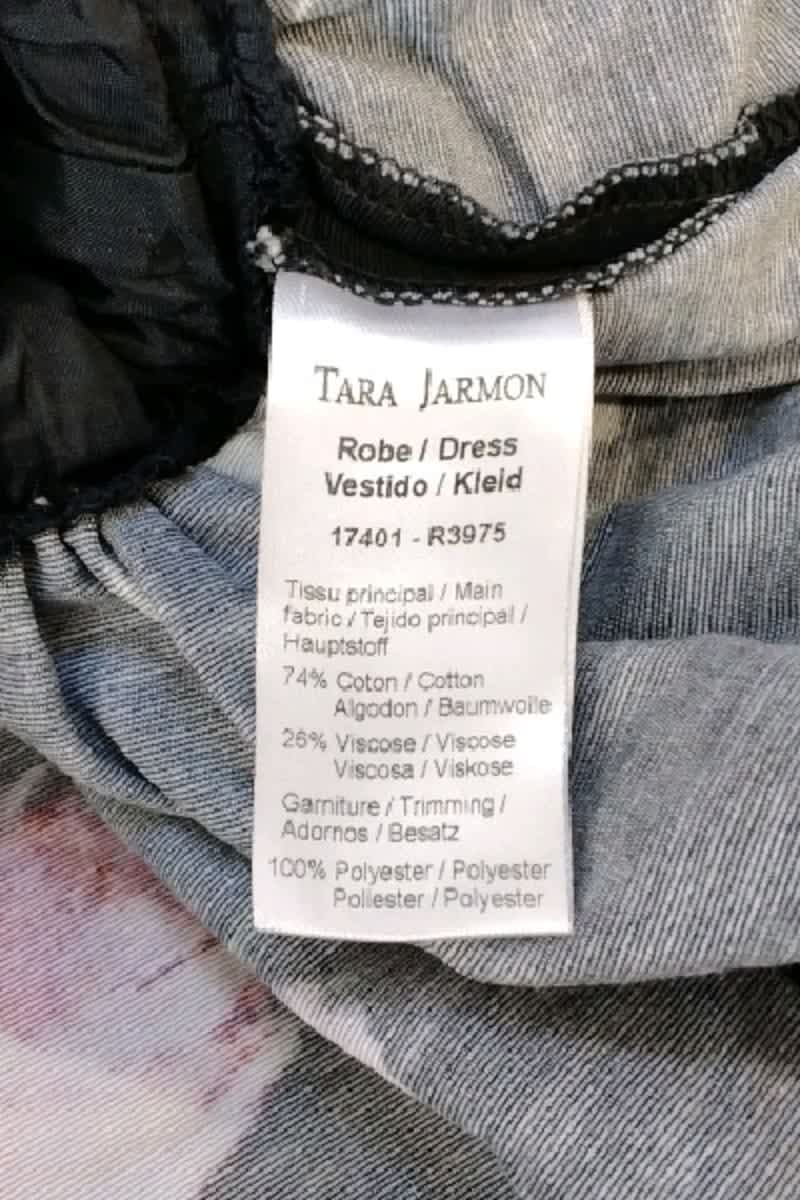 TARA JARMON
Robe / Dress
Vestido / Kleid
17401 - R3975
Tissu principal / Main
fabric / Tejido principal /
Hauptstoff
74% Coton / Cotton
Algodon / Baumwolle
26% Viscose / Viscose
Viscosa / Viskose
Garniture / Trimming /
Adornos / Besatz
100% Polyester / Polyester
Poliester / Polyester